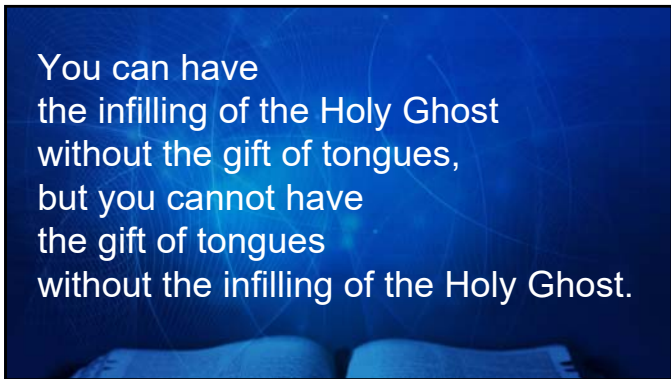 You can have
the infilling of the Holy Ghost
without the gift of tongues,
but you cannot have
the gift of tongues
without the infilling of the Holy Ghost.